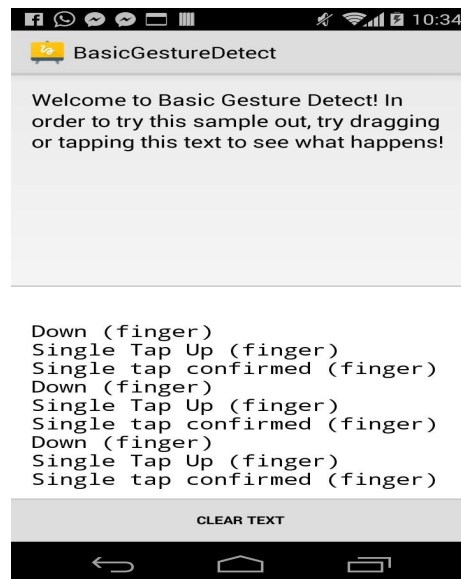 10:34
BasicGestureDetect
Welcome to Basic Gesture Detect! In
order to try this sample out, try dragging
or tapping this text to see what happens!
Down (finger)
Single Tap Up (finger)
Single tap confirmed (finger)
Down (finger)
Single Tap Up (finger)
Single tap confirmed (finger)
Down (finger)
Single Tap Up (finger)
Single tap confirmed (finger)
CLEAR TEXT